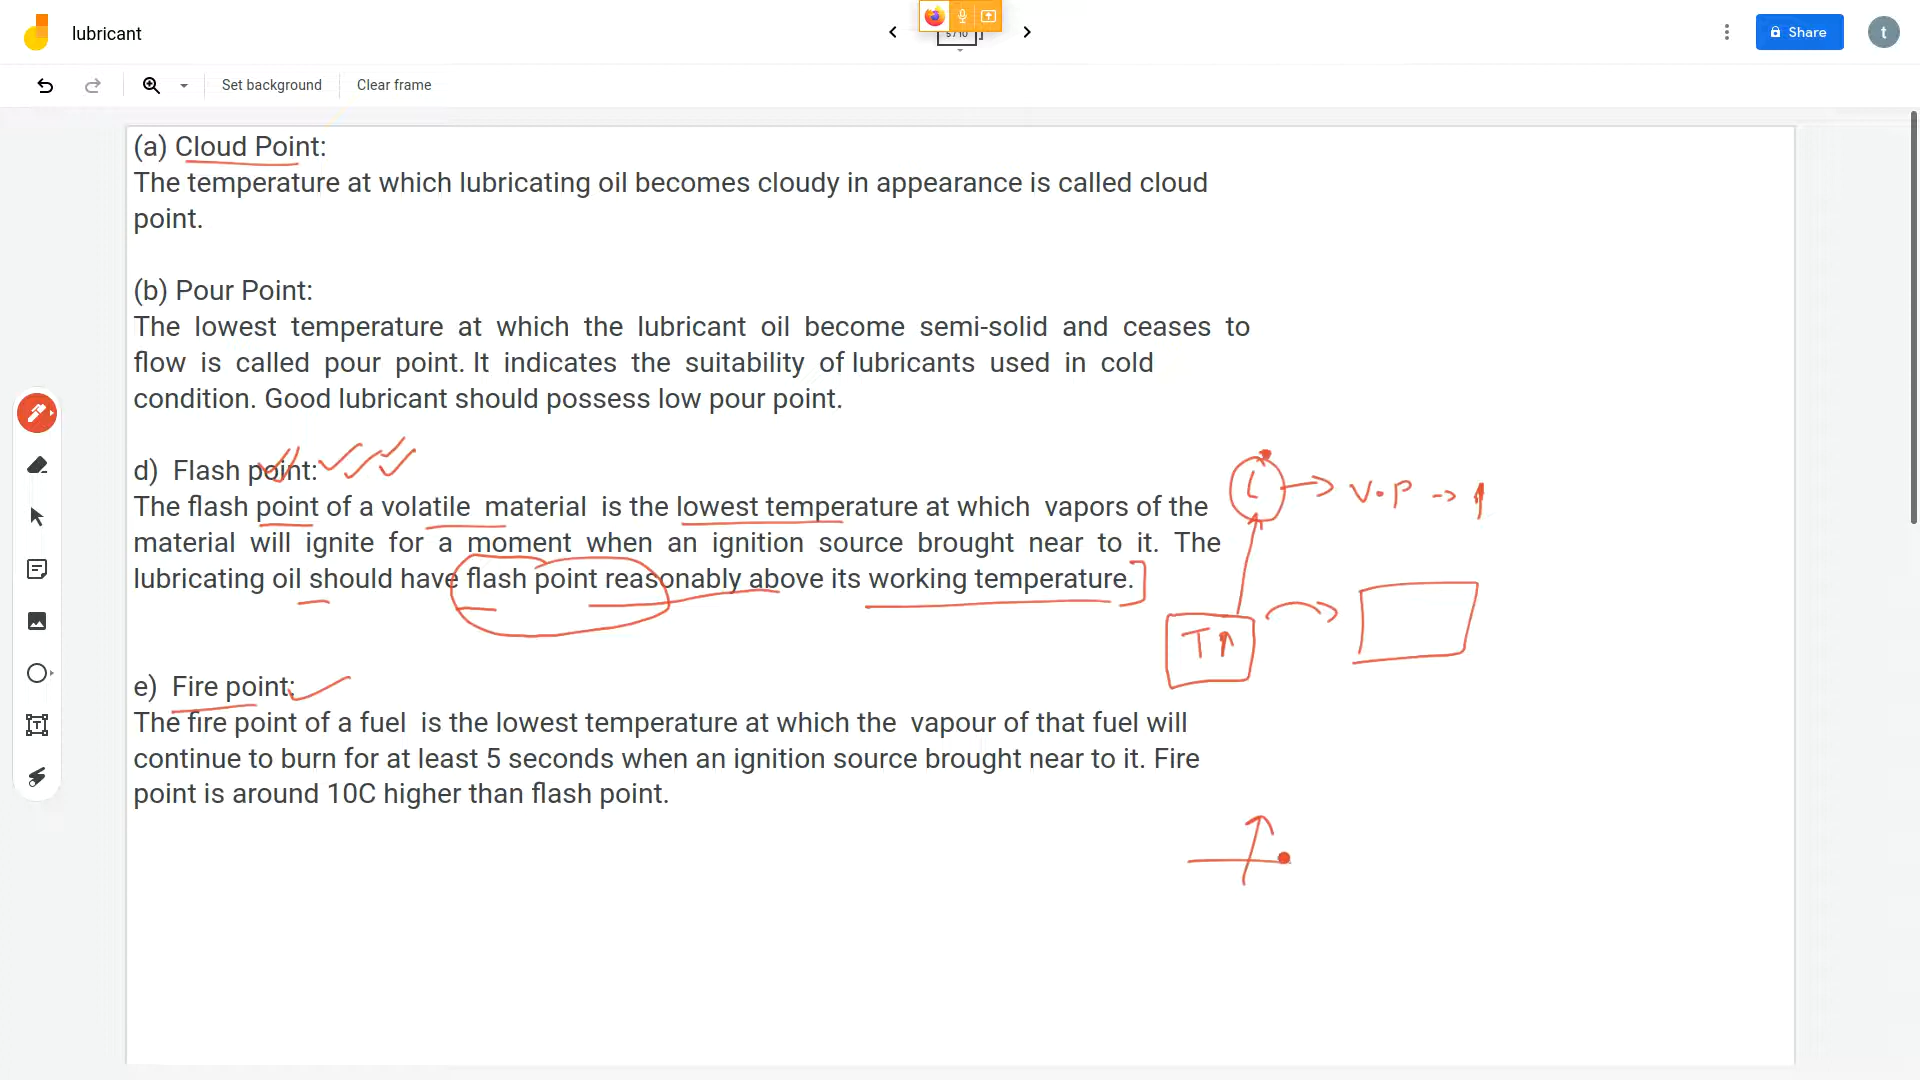 lubricant
5 / 10
Share
t
Set background
Clear frame
(a) Cloud Point:
The temperature at which lubricating oil becomes cloudy in appearance is called cloud
point.
(b) Pour Point:
The lowest temperature at which the lubricant oil become semi-solid and ceases to
flow is called pour point. It indicates the suitability of lubricants used in cold
condition. Good lubricant should possess low pour point.
d) Flash point:
The flash point of a volatile material is the lowest temperature at which vapors of the
material will ignite for a moment when an ignition source brought near to it. The
lubricating oil should have flash point reasonably above its working temperature.
L → V.P → ↑
T↑
e) Fire point:
The fire point of a fuel is the lowest temperature at which the vapour of that fuel will
continue to burn for at least 5 seconds when an ignition source brought near to it. Fire
point is around 10C higher than flash point.